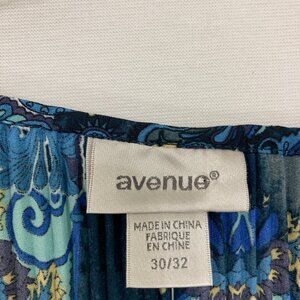 avenue®
MADE IN CHINA
FABRIQUE
EN CHINE
30/32